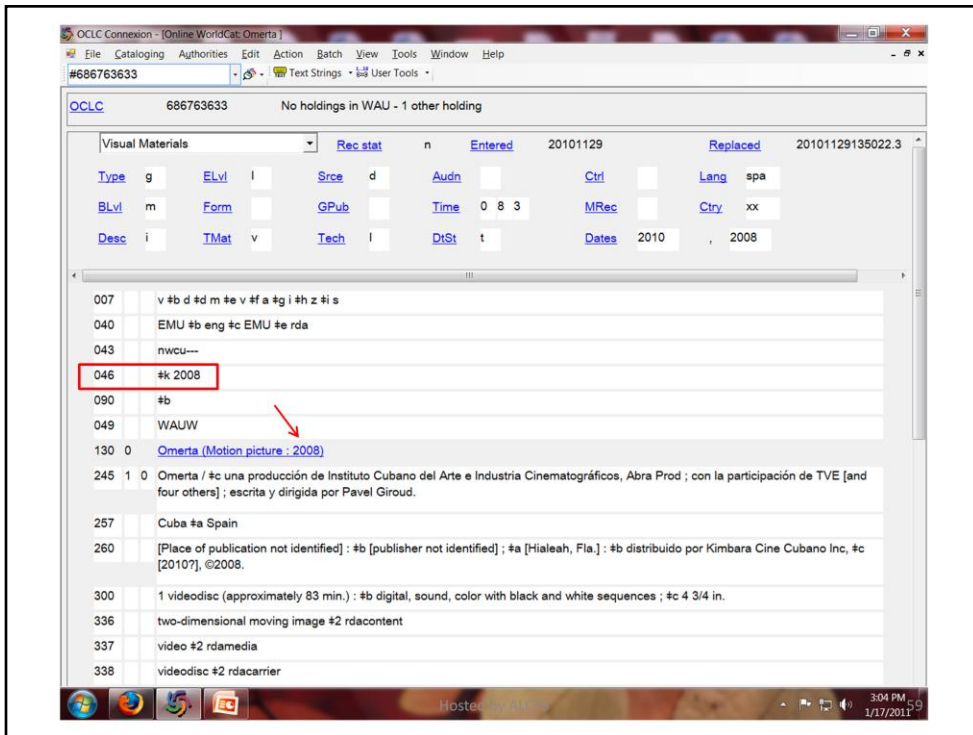 OCLC Connexion - [Online WorldCat: Omerta ]
File Cataloging Authorities Edit Action Batch View Tools Window Help
#686763633 Text Strings User Tools
OCLC 686763633 No holdings in WAU - 1 other holding
Visual Materials Rec stat n Entered 20101129 Replaced 20101129135022.3
Type g ELvl I Srce d Audn Ctrl Lang spa
BLvl m Form GPub Time 0 8 3 MRec Ctry xx
Desc i TMat v Tech l DtSt t Dates 2010 , 2008
007 v ‡b d ‡d m ‡e v ‡f a ‡g i ‡h z ‡i s
040 EMU ‡b eng ‡c EMU ‡e rda
043 nwcu---
046 ‡k 2008
090 ‡b
049 WAUW
130 0 Omerta (Motion picture : 2008)
245 1 0 Omerta / ‡c una producción de Instituto Cubano del Arte e Industria Cinematográficos, Abra Prod ; con la participación de TVE [and
four others] ; escrita y dirigida por Pavel Giroud.
257 Cuba ‡a Spain
260 [Place of publication not identified] : ‡b [publisher not identified] ; ‡a [Hialeah, Fla.] : ‡b distribuido por Kimbara Cine Cubano Inc, ‡c
[2010?], ©2008.
300 1 videodisc (approximately 83 min.) : ‡b digital, sound, color with black and white sequences ; ‡c 4 3/4 in.
336 two-dimensional moving image ‡2 rdacontent
337 video ‡2 rdamedia
338 videodisc ‡2 rdacarrier
Hosted by
3:04 PM
1/17/2011
59